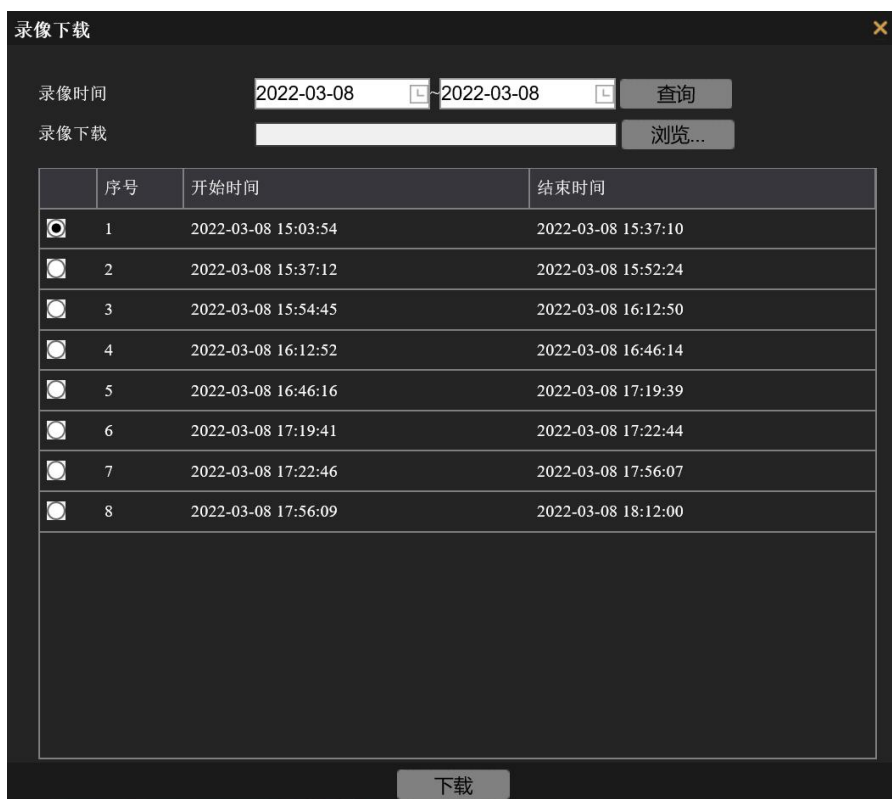 录像下载
录像时间 2022-03-08 ~ 2022-03-08 查询
录像下载 浏览...
序号 开始时间 结束时间
1 2022-03-08 15:03:54 2022-03-08 15:37:10
2 2022-03-08 15:37:12 2022-03-08 15:52:24
3 2022-03-08 15:54:45 2022-03-08 16:12:50
4 2022-03-08 16:12:52 2022-03-08 16:46:14
5 2022-03-08 16:46:16 2022-03-08 17:19:39
6 2022-03-08 17:19:41 2022-03-08 17:22:44
7 2022-03-08 17:22:46 2022-03-08 17:56:07
8 2022-03-08 17:56:09 2022-03-08 18:12:00
下载